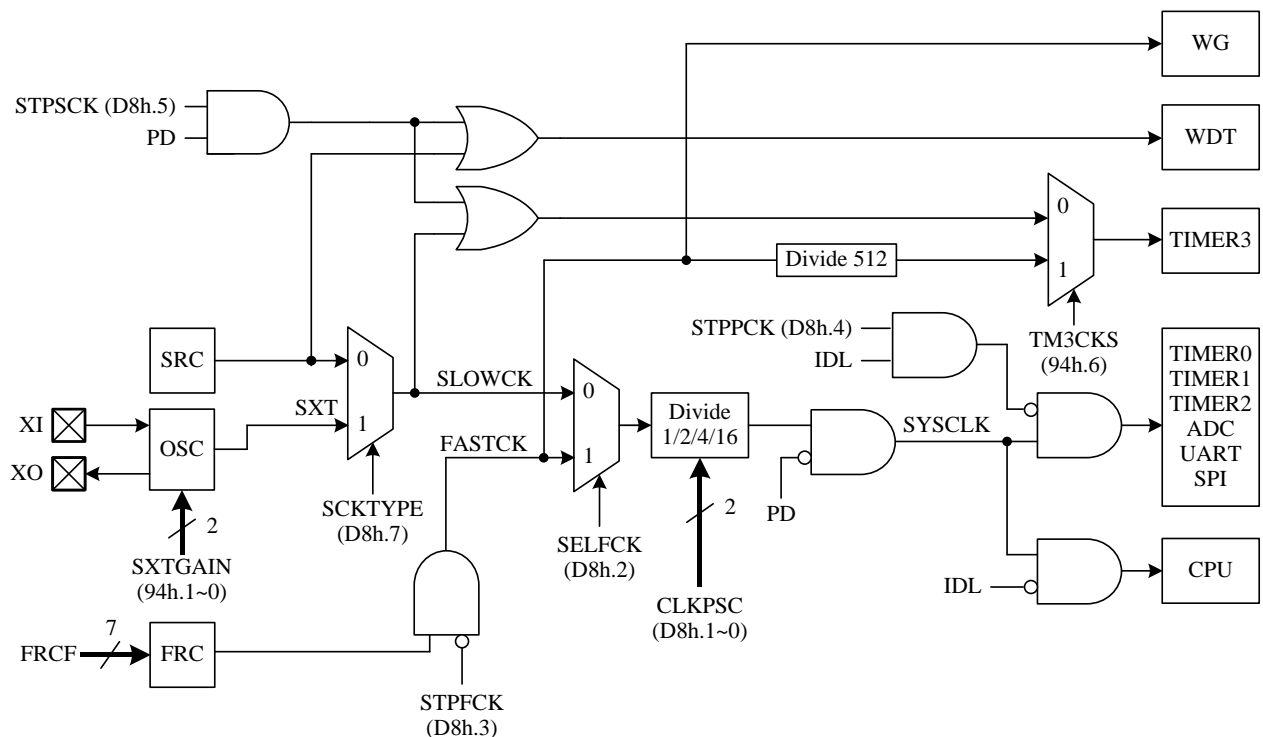 WG
STPSCK (D8h.5)
PD
WDT
0
TIMER3
Divide 512
1
STPPCK (D8h.4)
IDL
TM3CKS
(94h.6)
SRC
0
SLOWCK
0
TIMER0
TIMER1
TIMER2
ADC
UART
SPI
XI
SXT
1
Divide
1/2/4/16
SYSCLK
OSC
FASTCK
1
XO
2
SCKTYPE
(D8h.7)
2
PD
SXTGAIN
(94h.1~0)
SELFCK
(D8h.2)
IDL
CPU
CLKPSC
(D8h.1~0)
7
FRCF
FRC
STPFCK
(D8h.3)